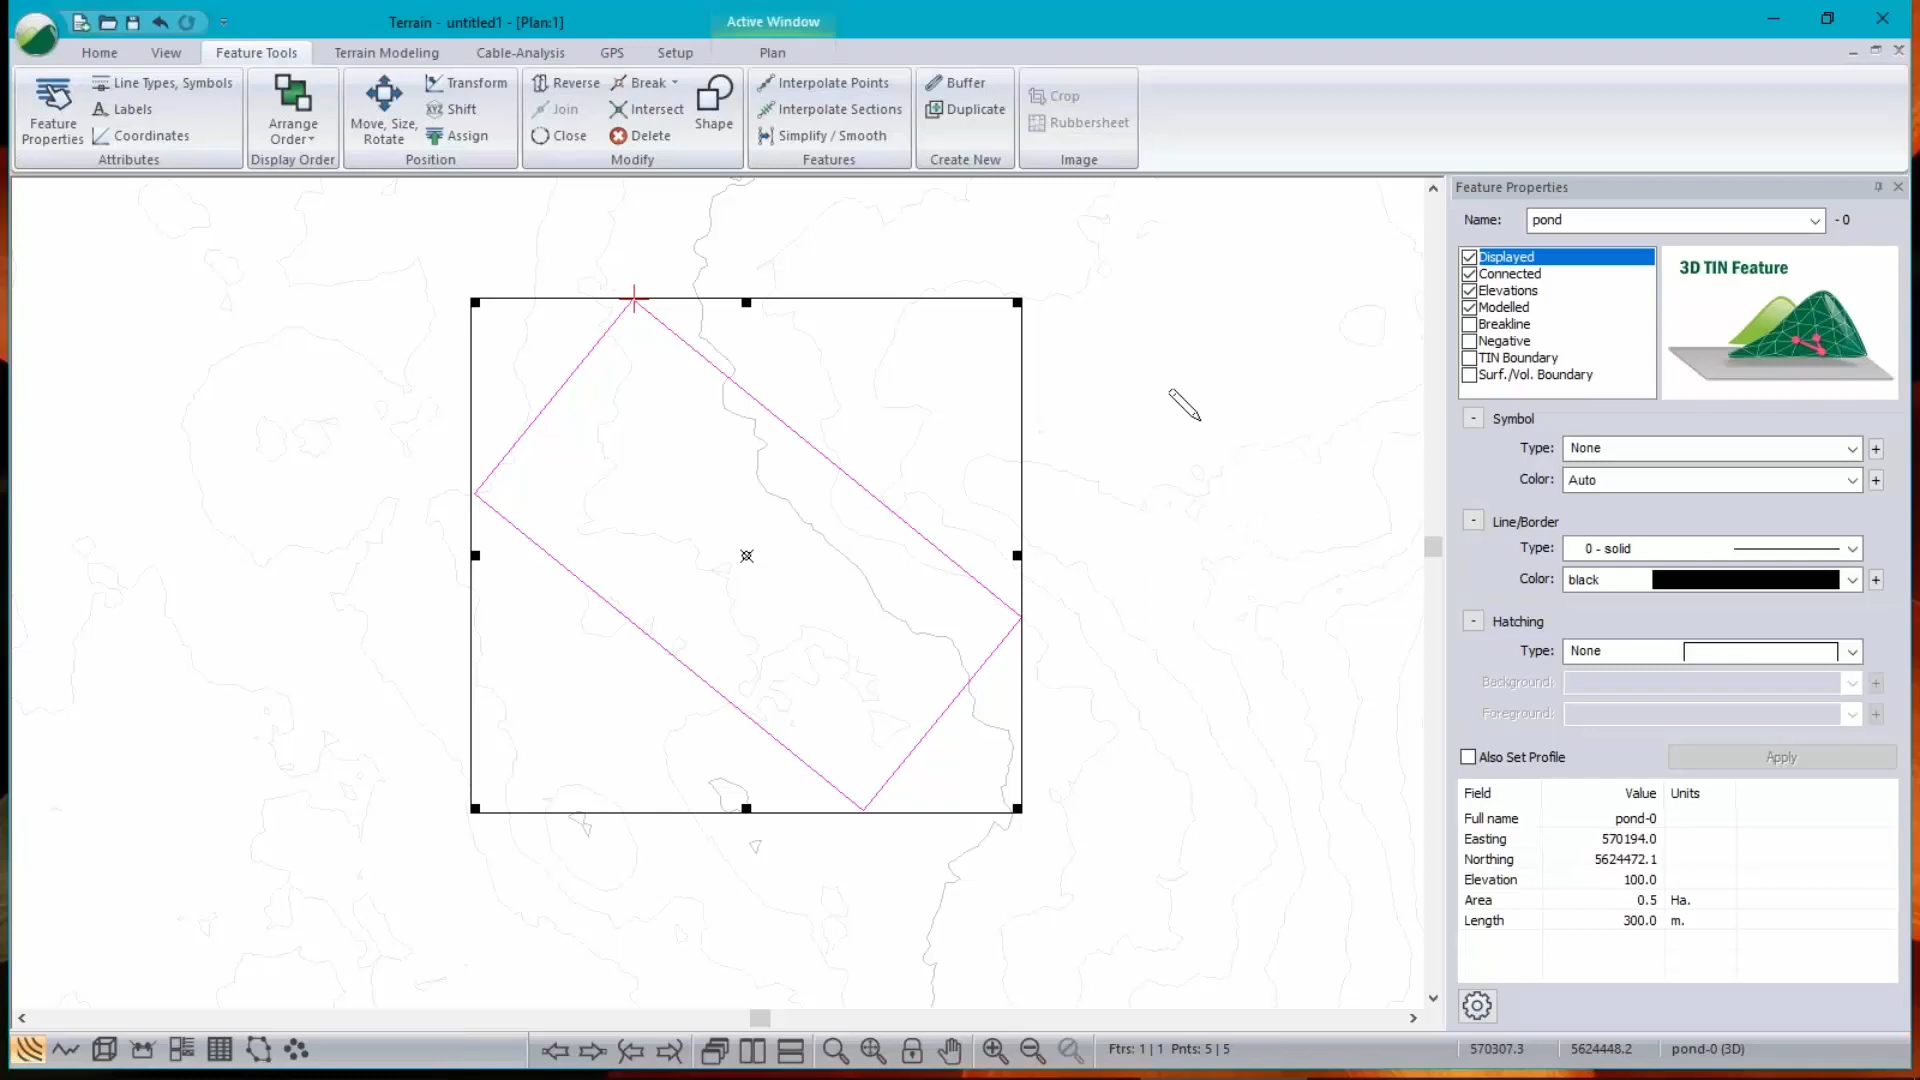 Terrain - untitled1 - [Plan:1]
Active Window
Home View Feature Tools Terrain Modeling Cable-Analysis GPS Setup Plan
Feature Properties
Line Types, Symbols
Labels
Coordinates
Attributes
Arrange Order
Display Order
Move, Size, Rotate
Transform
XYZ Shift
Assign
Position
Reverse
Join
Close
Break
Intersect
Delete
Shape
Modify
Interpolate Points
Interpolate Sections
Simplify / Smooth
Features
Buffer
Duplicate
Create New
Crop
Rubbersheet
Image
Feature Properties
Name: pond - 0
Displayed
Connected
Elevations
Modelled
Breakline
Negative
TIN Boundary
Surf./Vol. Boundary
3D TIN Feature
- Symbol
Type: None +
Color: Auto +
- Line/Border
Type: 0 - solid
Color: black +
- Hatching
Type: None
Background: +
Foreground: +
Also Set Profile Apply
Field Value Units
Full name pond-0
Easting 570194.0
Northing 5624472.1
Elevation 100.0
Area 0.5 Ha.
Length 300.0 m.
Ftrs: 1 | 1 Pnts: 5 | 5 570307.3 5624448.2 pond-0 (3D)